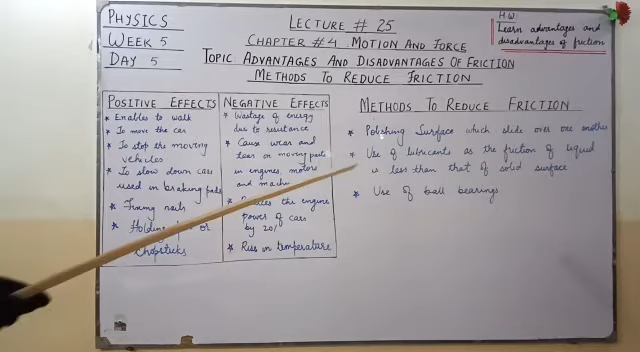 PHYSICS
WEEK 5
DAY 5
LECTURE # 25
CHAPTER #4 MOTION AND FORCE
TOPIC ADVANTAGES AND DISADVANTAGES OF FRICTION
METHODS TO REDUCE FRICTION
H.W
Learn advantages and
disadvantages of friction
POSITIVE EFFECTS
* Enables to walk
* To move the car
* To stop the moving
vehicles
* To slow down cars
used in braking pads
* Fixing nails
* Holding or
Chopsticks
NEGATIVE EFFECTS
* Wastage of energy
due to resistance
* Cause wear and
tear on moving parts
in engines, motors
and
* the engine
power of cars
by 20%
* Rise in temperature
METHODS TO REDUCE FRICTION
* Polishing Surface which slide over one another
* Use of lubricants as the friction of liquid
is less than that of solid surface
* Use of ball bearings